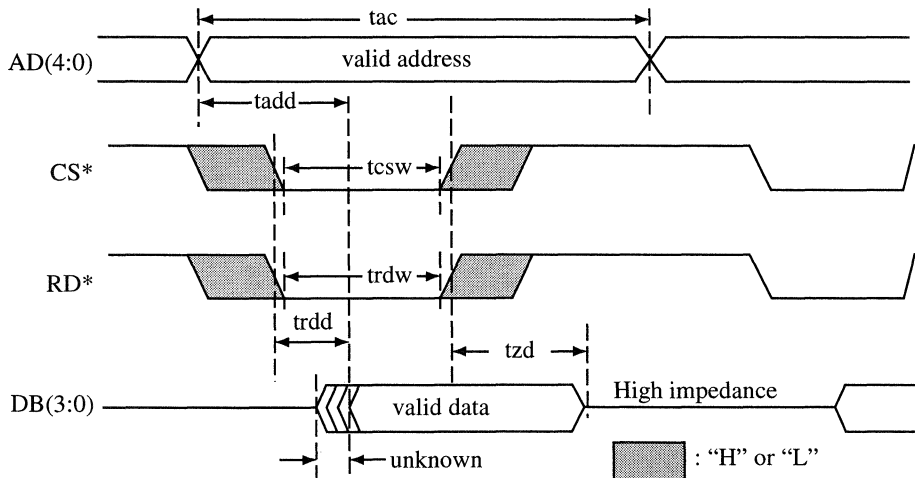 tac
AD(4:0)
valid address
tadd
CS*
tcsw
RD*
trdw
trdd
tzd
DB(3:0)
valid data
High impedance
unknown
: “H” or “L”